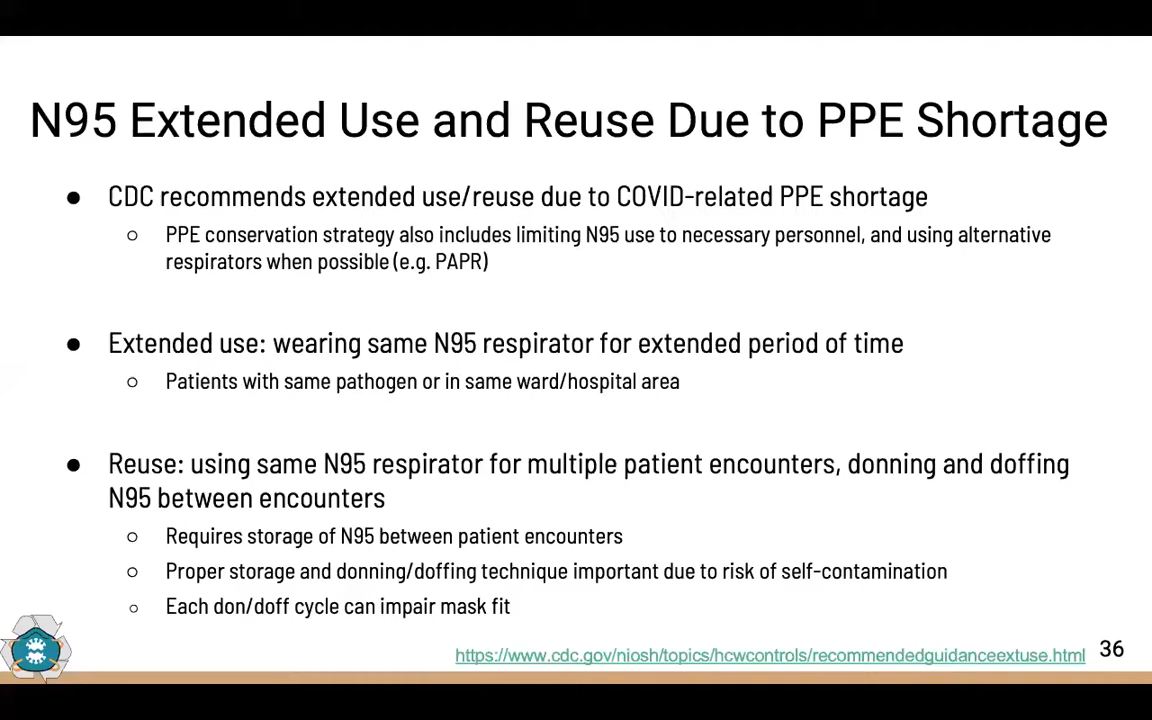 N95 Extended Use and Reuse Due to PPE Shortage
● CDC recommends extended use/reuse due to COVID-related PPE shortage
○ PPE conservation strategy also includes limiting N95 use to necessary personnel, and using alternative
respirators when possible (e.g. PAPR)
● Extended use: wearing same N95 respirator for extended period of time
○ Patients with same pathogen or in same ward/hospital area
● Reuse: using same N95 respirator for multiple patient encounters, donning and doffing
N95 between encounters
○ Requires storage of N95 between patient encounters
○ Proper storage and donning/doffing technique important due to risk of self-contamination
○ Each don/doff cycle can impair mask fit
https://www.cdc.gov/niosh/topics/hcwcontrols/recommendedguidanceextuse.html
36